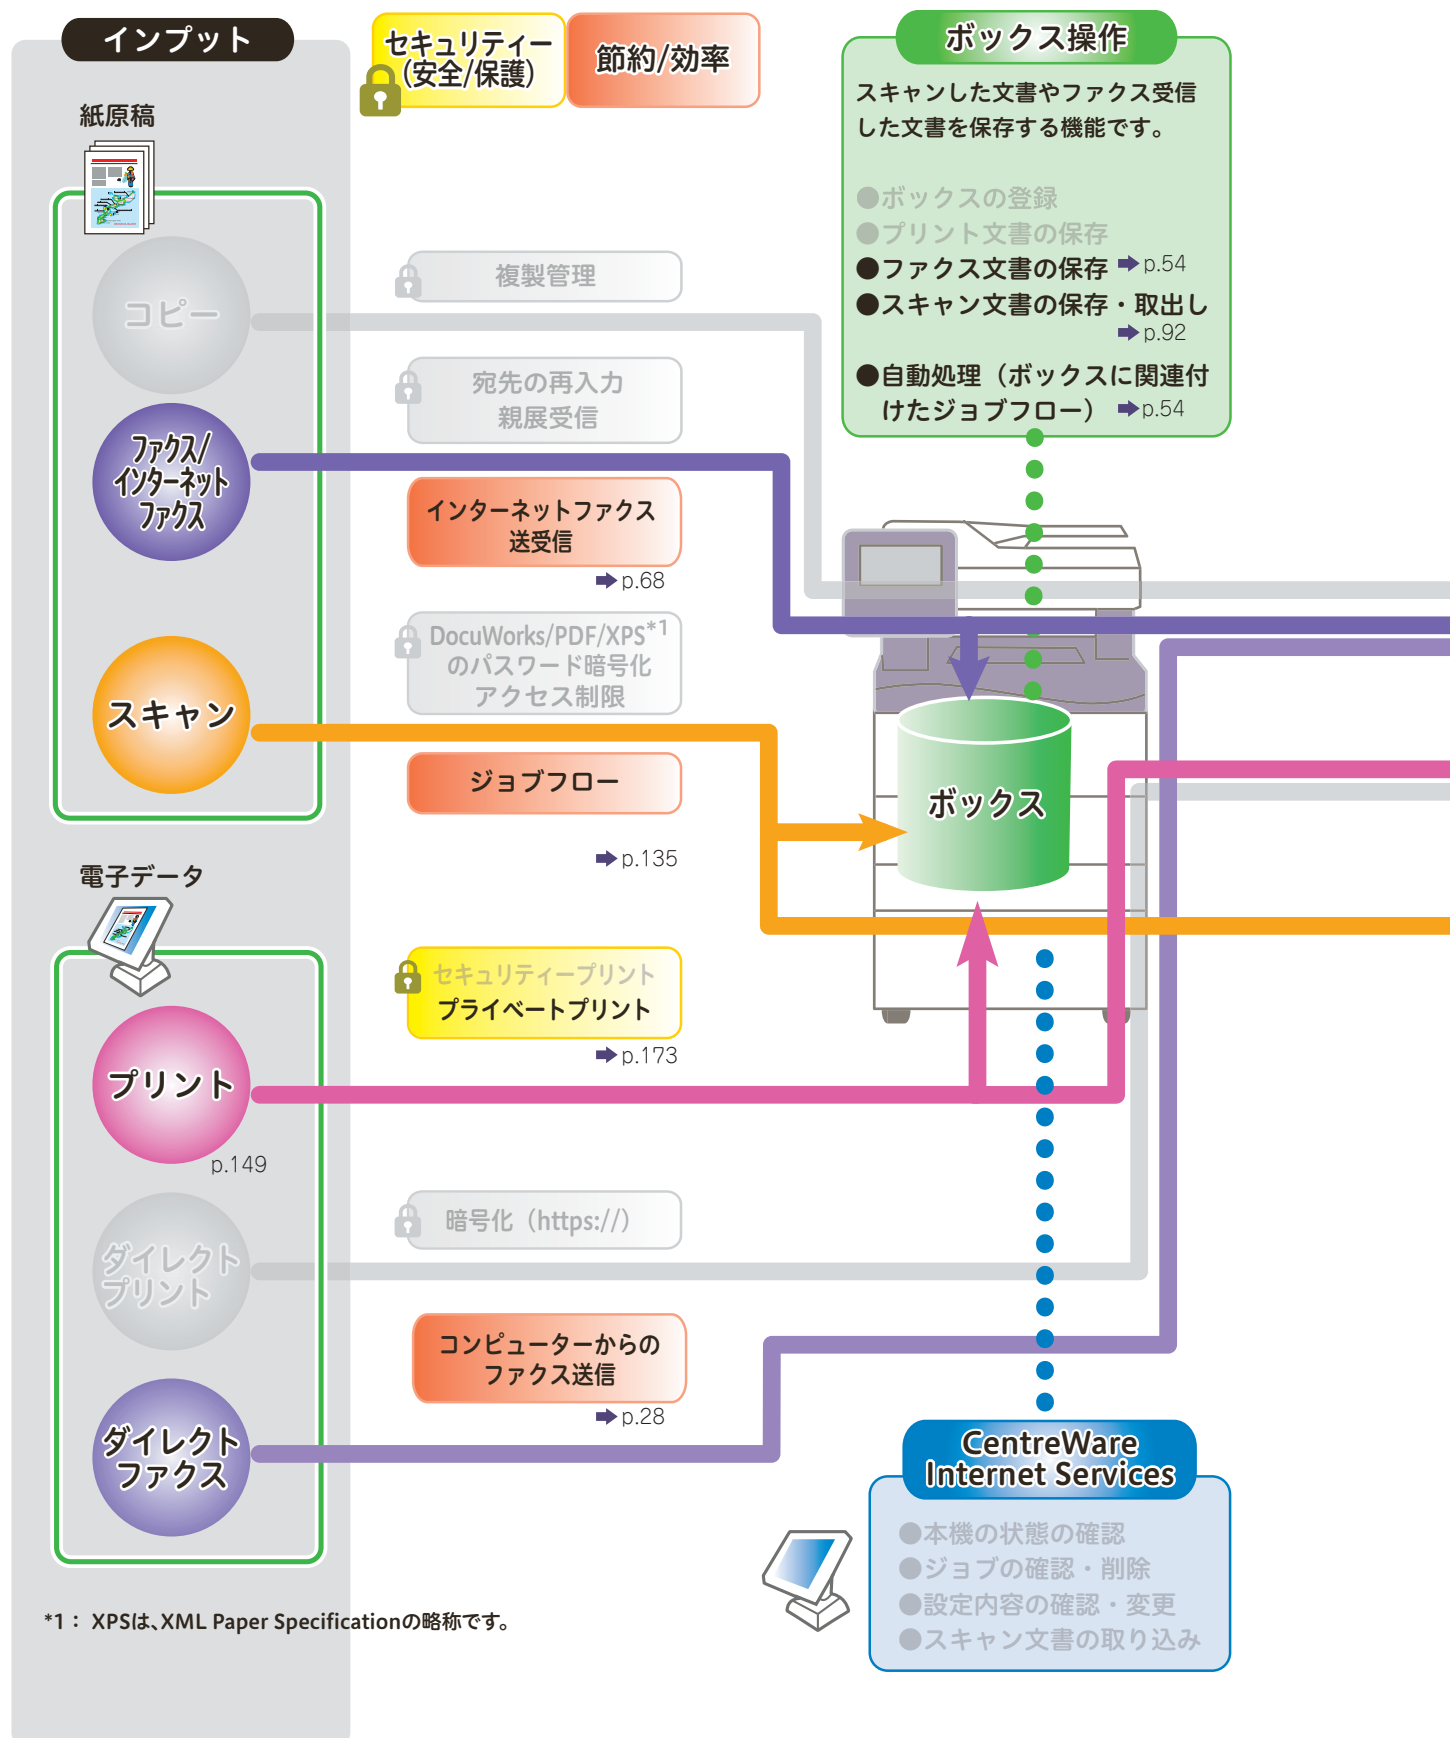 インプット
セキュリティー
(安全/保護)
節約/効率
ボックス操作
スキャンした文書やファクス受信
した文書を保存する機能です。
●ボックスの登録
●プリント文書の保存
●ファクス文書の保存 ➡ p.54
●スキャン文書の保存・取出し
➡ p.92
●自動処理（ボックスに関連付
けたジョブフロー） ➡ p.54
紙原稿
コピー
複製管理
宛先の再入力
親展受信
ファクス/
インターネット
ファクス
インターネットファクス
送受信
➡ p.68
DocuWorks/PDF/XPS*1
のパスワード暗号化
アクセス制限
スキャン
ジョブフロー
➡ p.135
ボックス
電子データ
セキュリティープリント
プライベートプリント
➡ p.173
プリント
p.149
暗号化（https://）
ダイレクト
プリント
コンピューターからの
ファクス送信
➡ p.28
ダイレクト
ファクス
CentreWare
Internet Services
●本機の状態の確認
●ジョブの確認・削除
●設定内容の確認・変更
●スキャン文書の取り込み
*1： XPSは、XML Paper Specificationの略称です。